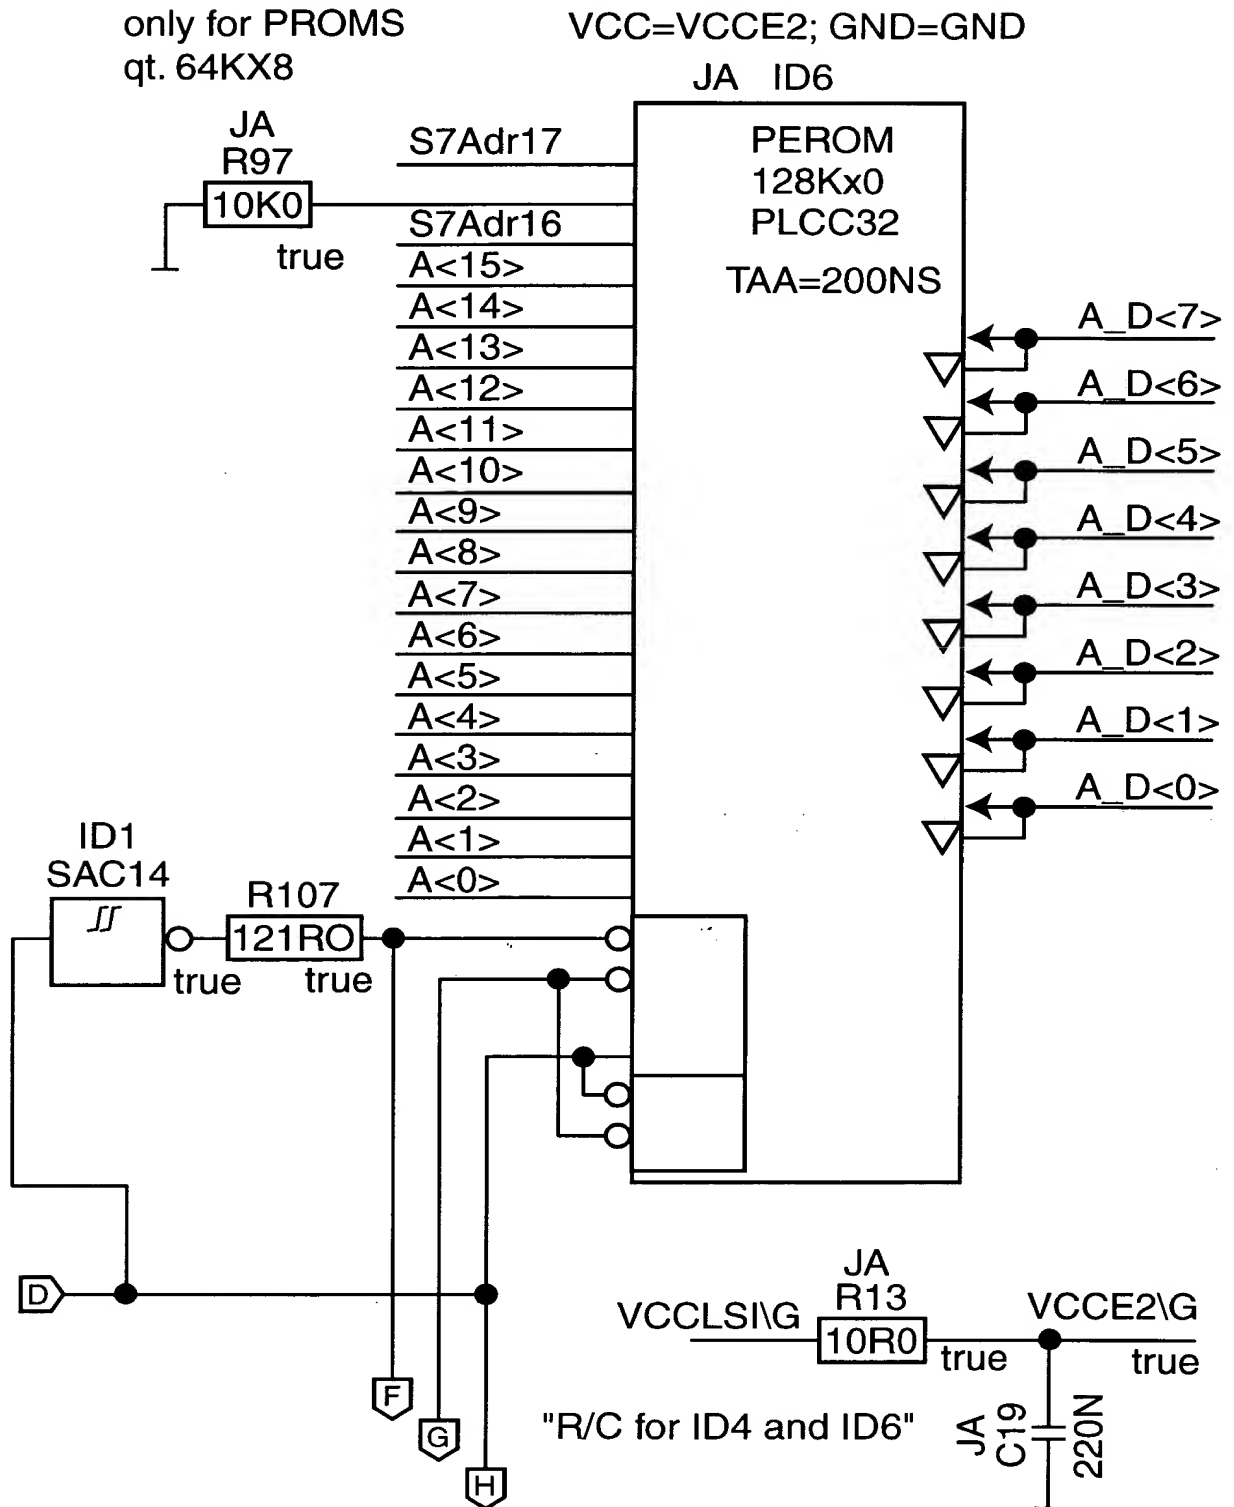 only for PROMS
qt. 64KX8
VCC=VCCE2; GND=GND
JA ID6
JA
R97
10K0
true
S7Adr17
S7Adr16
A<15>
A<14>
A<13>
A<12>
A<11>
A<10>
A<9>
A<8>
A<7>
A<6>
A<5>
A<4>
A<3>
A<2>
A<1>
A<0>
PEROM
128Kx0
PLCC32
TAA=200NS
A_D<7>
A_D<6>
A_D<5>
A_D<4>
A_D<3>
A_D<2>
A_D<1>
A_D<0>
ID1
SAC14
true
R107
121RO
true
D
F
G
H
JA
R13
VCCLSI\G
10R0
true
VCCE2\G
true
"R/C for ID4 and ID6"
JA
C19
220N